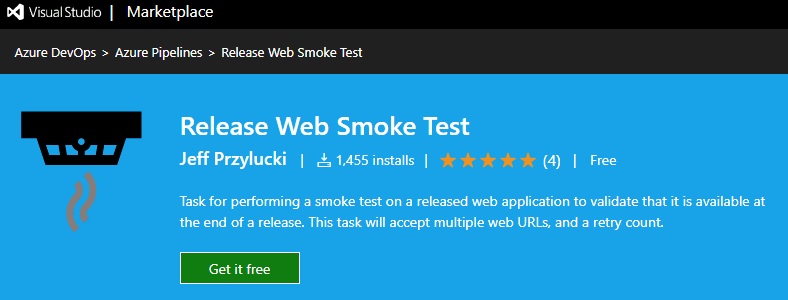 Visual Studio | Marketplace
Azure DevOps > Azure Pipelines > Release Web Smoke Test
Release Web Smoke Test
Jeff Przylucki | 1,455 installs | (4) | Free
Task for performing a smoke test on a released web application to validate that it is available at
the end of a release. This task will accept multiple web URLs, and a retry count.
Get it free